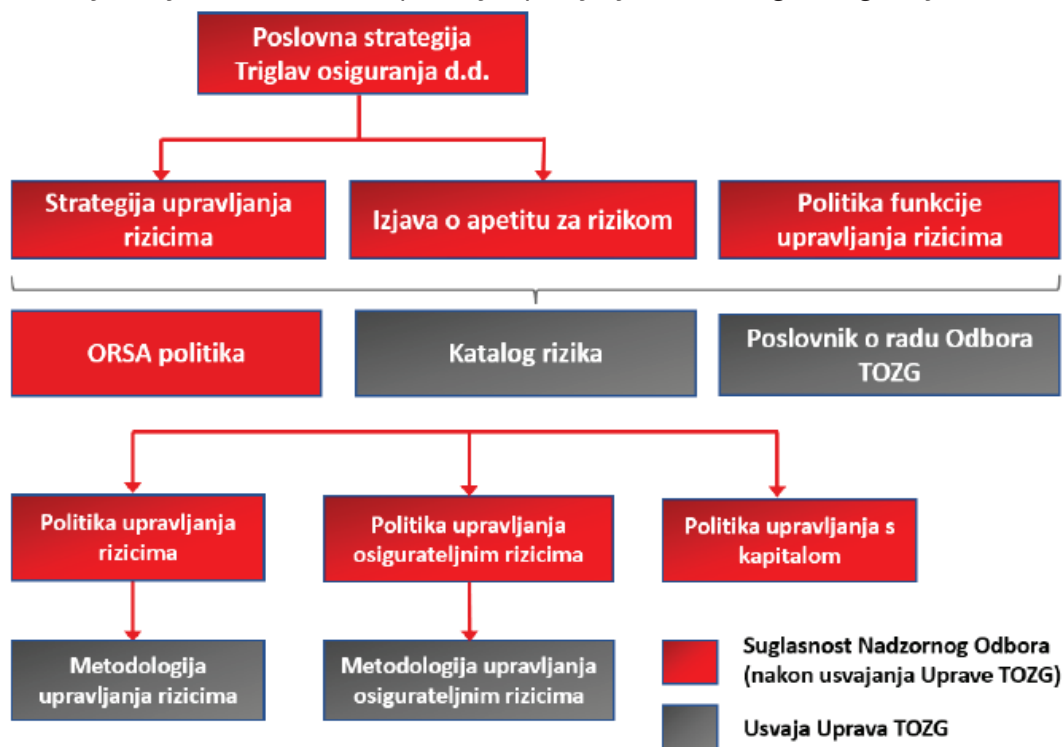 Poslovna strategija
Triglav osiguranja d.d.
Strategija upravljanja
rizicima
Izjava o apetitu za rizikom
Politika funkcije
upravljanja rizicima
ORSA politika
Katalog rizika
Poslovnik o radu Odbora
TOZG
Politika upravljanja
rizicima
Politika upravljanja
osigurateljnim rizicima
Politika upravljanja s
kapitalom
Metodologija
upravljanja rizicima
Metodologija upravljanja
osigurateljnim rizicima
Suglasnost Nadzornog Odbora
(nakon usvajanja Uprave TOZG)
Usvaja Uprava TOZG